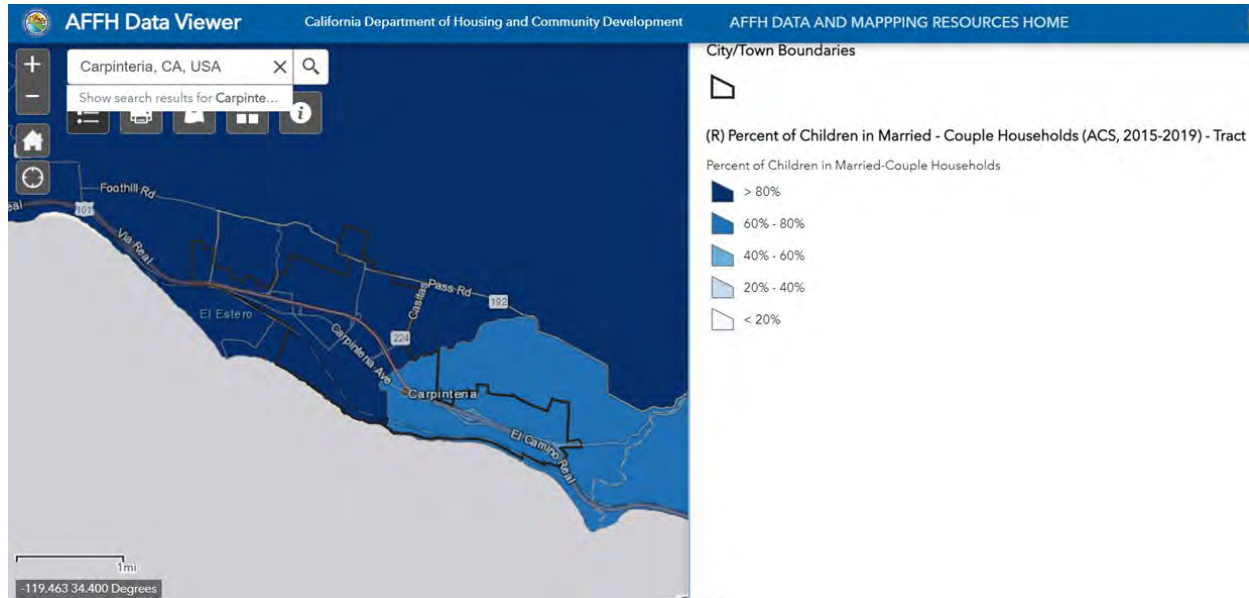 AFFH Data Viewer
California Department of Housing and Community Development
AFFH DATA AND MAPPPING RESOURCES HOME
Carpinteria, CA, USA
Show search results for Carpinte...
Foothill Rd
101
Via Real
El Estero
Carpinteria Ave
Casitas
Pass Rd
192
224
Carpinteria
El Camino Real
1mi
-119.463 34.400 Degrees
City/Town Boundaries
(R) Percent of Children in Married - Couple Households (ACS, 2015-2019) - Tract
Percent of Children in Married-Couple Households
> 80%
60% - 80%
40% - 60%
20% - 40%
< 20%